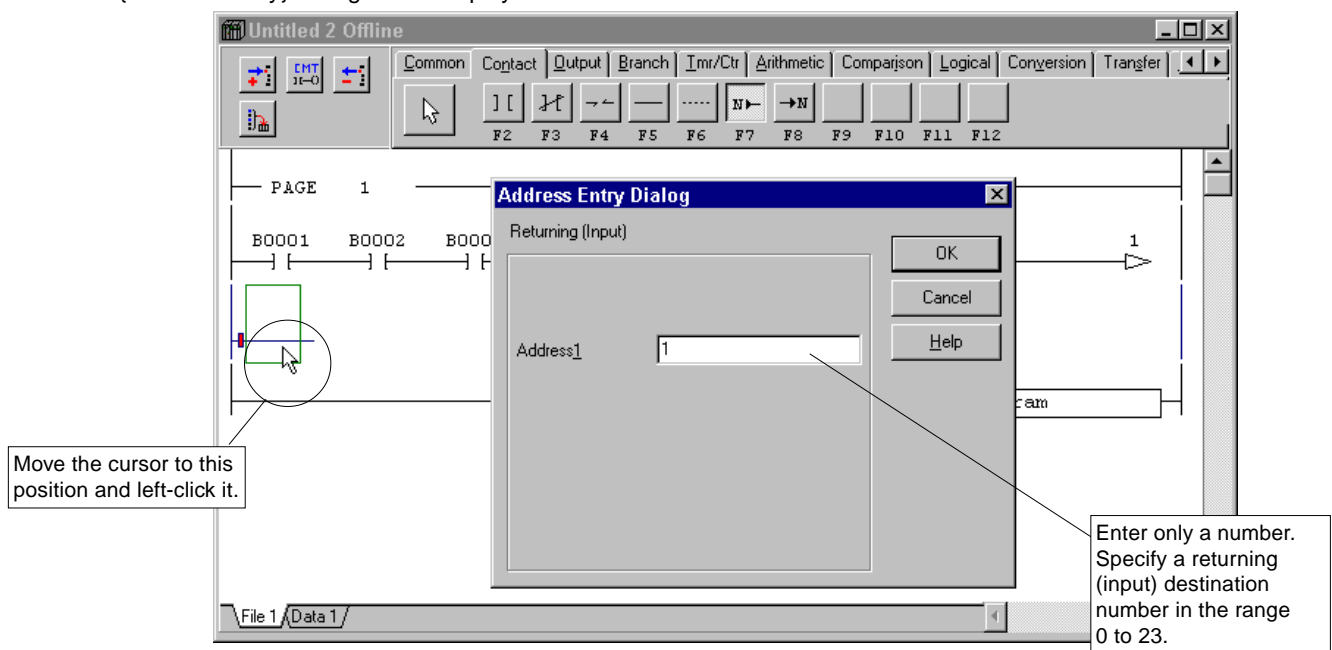 Untitled 2 Offline
CMT
Common Contact Output Branch Tmr/Ctr Arithmetic Comparison Logical Conversion Transfer
N N
F2 F3 F4 F5 F6 F7 F8 F9 F10 F11 F12
PAGE 1
Address Entry Dialog
Returning (Input)
OK
Cancel
Help
Address1
1
B0001 B0002 B000
1
ram
Move the cursor to this
position and left-click it.
Enter only a number.
Specify a returning
(input) destination
number in the range
0 to 23.
File 1 Data 1